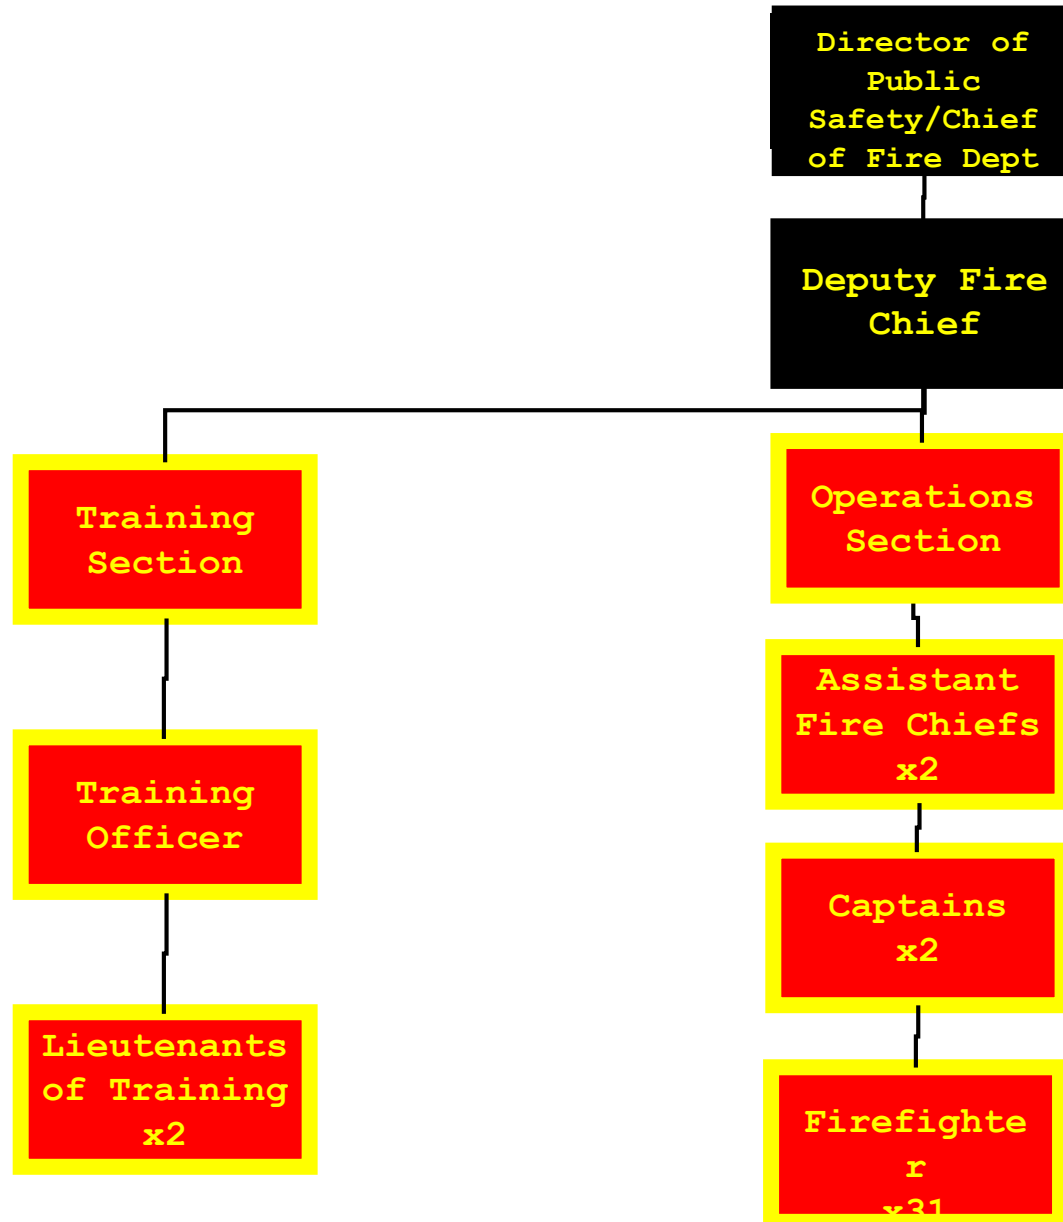 Director of
Public
Safety/Chief
of Fire Dept
Deputy Fire
Chief
Training
Section
Operations
Section
Assistant
Fire Chiefs
x2
Training
Officer
Captains
x2
Lieutenants
of Training
x2
Firefighte
r
x31